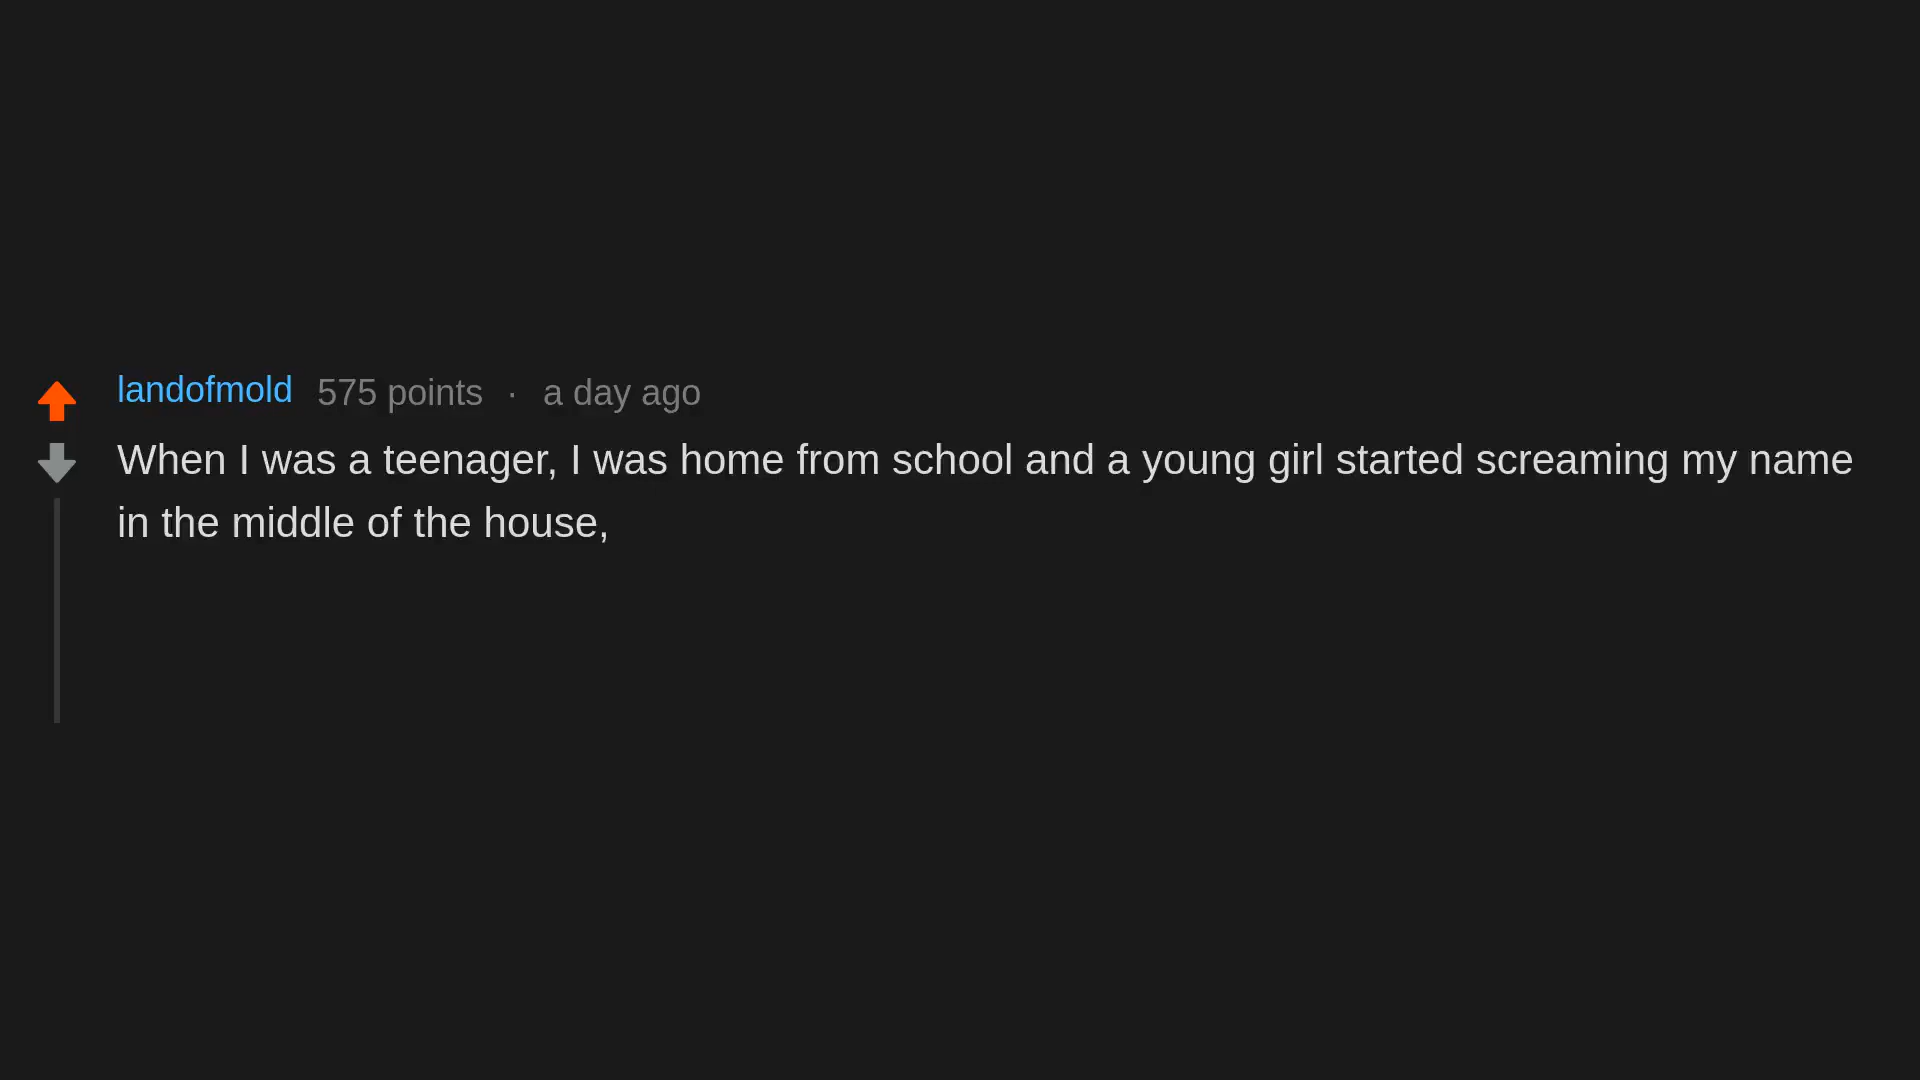 landofmold 575 points · a day ago
When I was a teenager, I was home from school and a young girl started screaming my name
in the middle of the house,